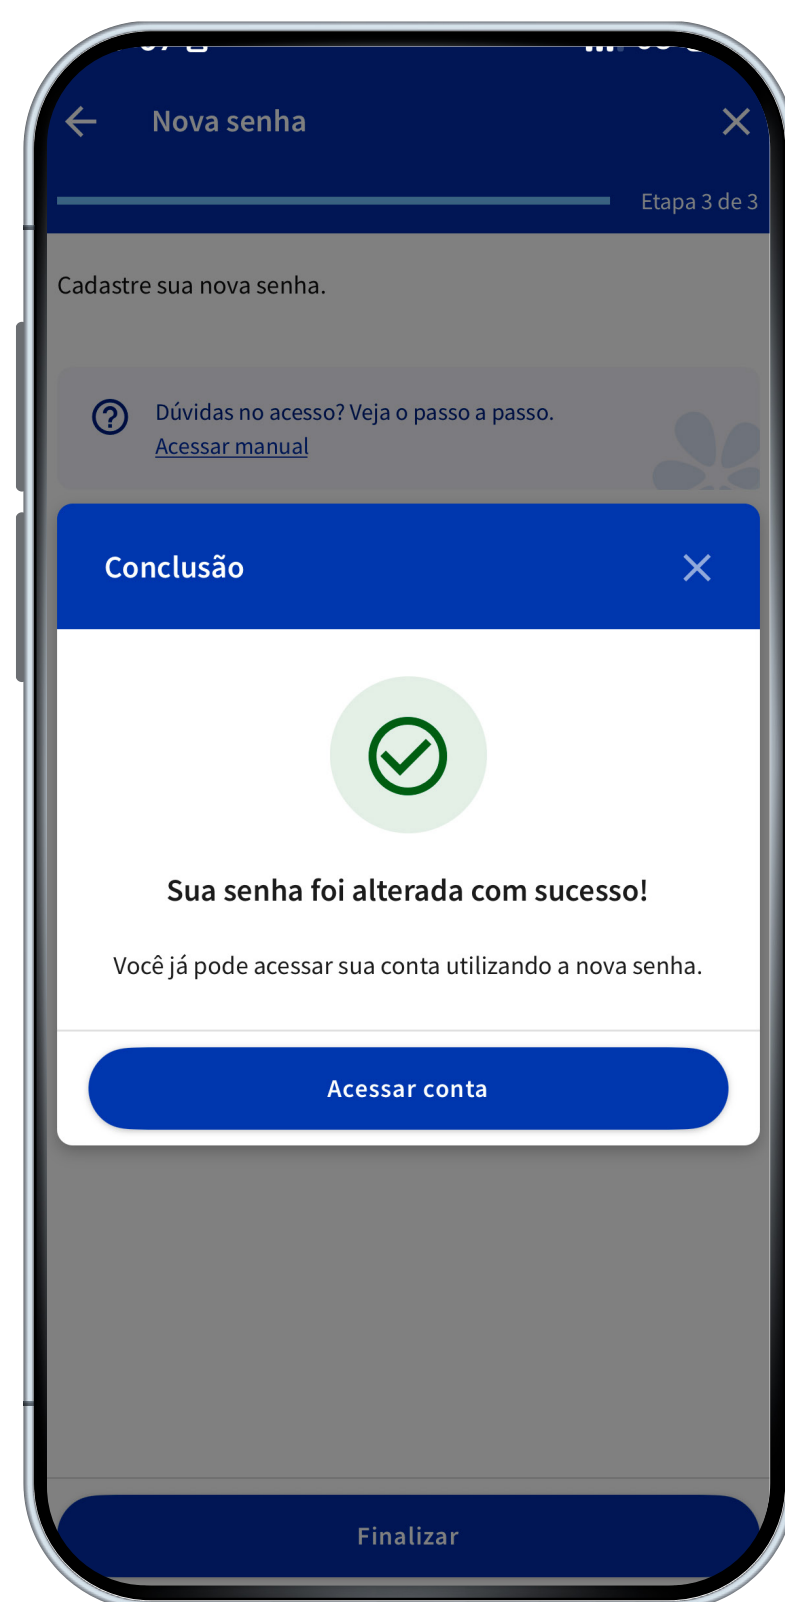 Nova senha
Etapa 3 de 3
Cadastre sua nova senha.
Dúvidas no acesso? Veja o passo a passo.
Acessar manual
Conclusão
Sua senha foi alterada com sucesso!
Você já pode acessar sua conta utilizando a nova senha.
Acessar conta
Finalizar